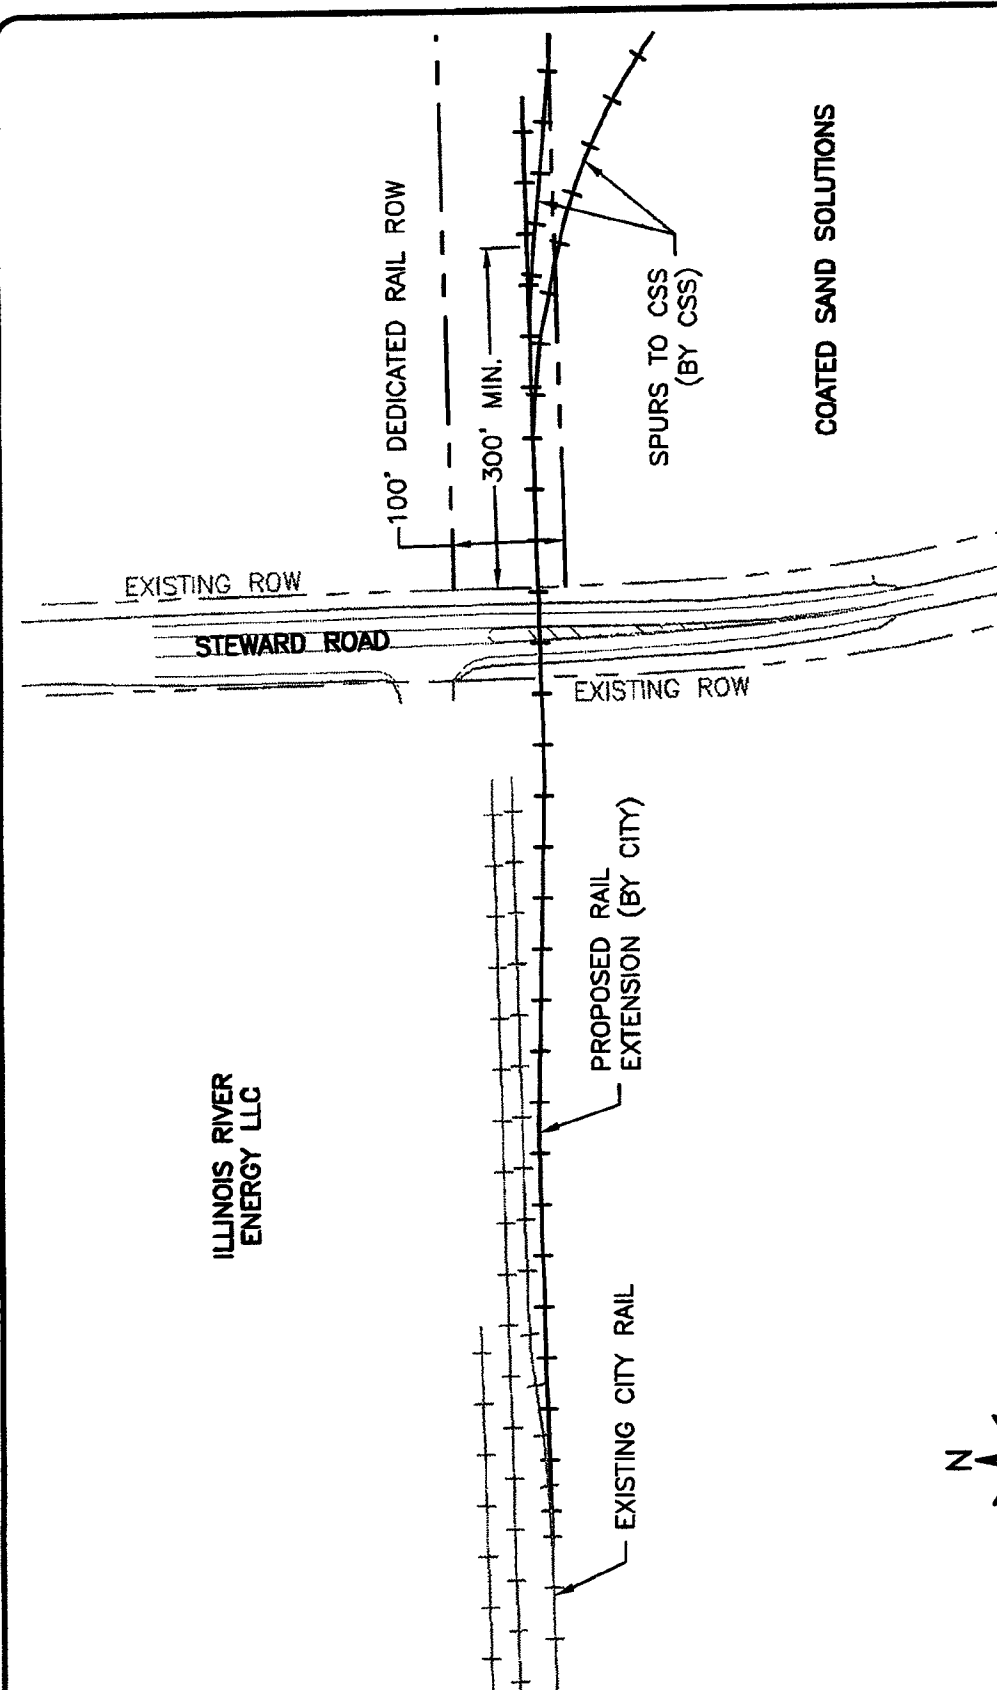 100' DEDICATED RAIL ROW
300' MIN.
SPURS TO CSS
(BY CSS)
COATED SAND SOLUTIONS
EXISTING ROW
STEWARD ROAD
EXISTING ROW
PROPOSED RAIL
EXTENSION (BY CITY)
ILLINOIS RIVER
ENERGY LLC
EXISTING CITY RAIL
N